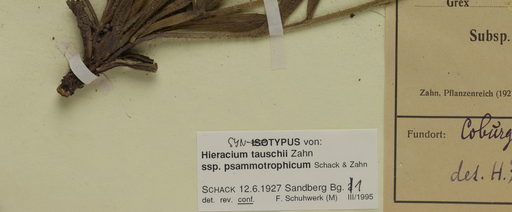 Grex
Subsp.
Zahn, Pflanzenreich (192
Fundort: Coburg
det. H.
SYN-ISOTYPUS von:
Hieracium tauschii Zahn
ssp. psammotrophicum Schack & Zahn
SCHACK 12.6.1927 Sandberg Bg. 1
det. rev. conf. F. Schuhwerk (M) III/1995